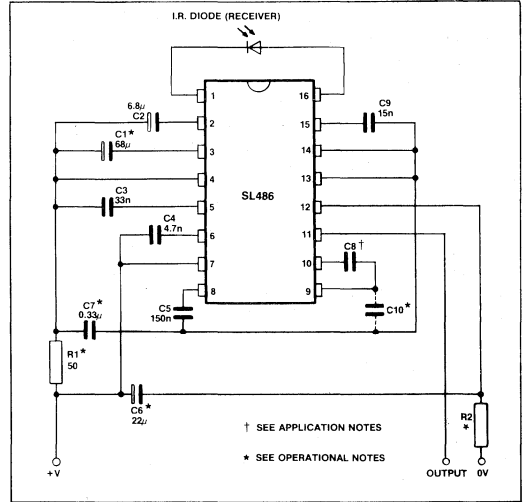 I.R. DIODE (RECEIVER)
6.8μ
C2
C1*
68μ
C3
33n
C4
4.7n
C7*
0.33μ
C5
150n
R1*
50
C6*
22μ
1
2
3
4
5
6
7
8
SL486
16
15
14
13
12
11
10
9
C9
15n
C8†
C10*
R2
*
† SEE APPLICATION NOTES
* SEE OPERATIONAL NOTES
+V
OUTPUT 0V